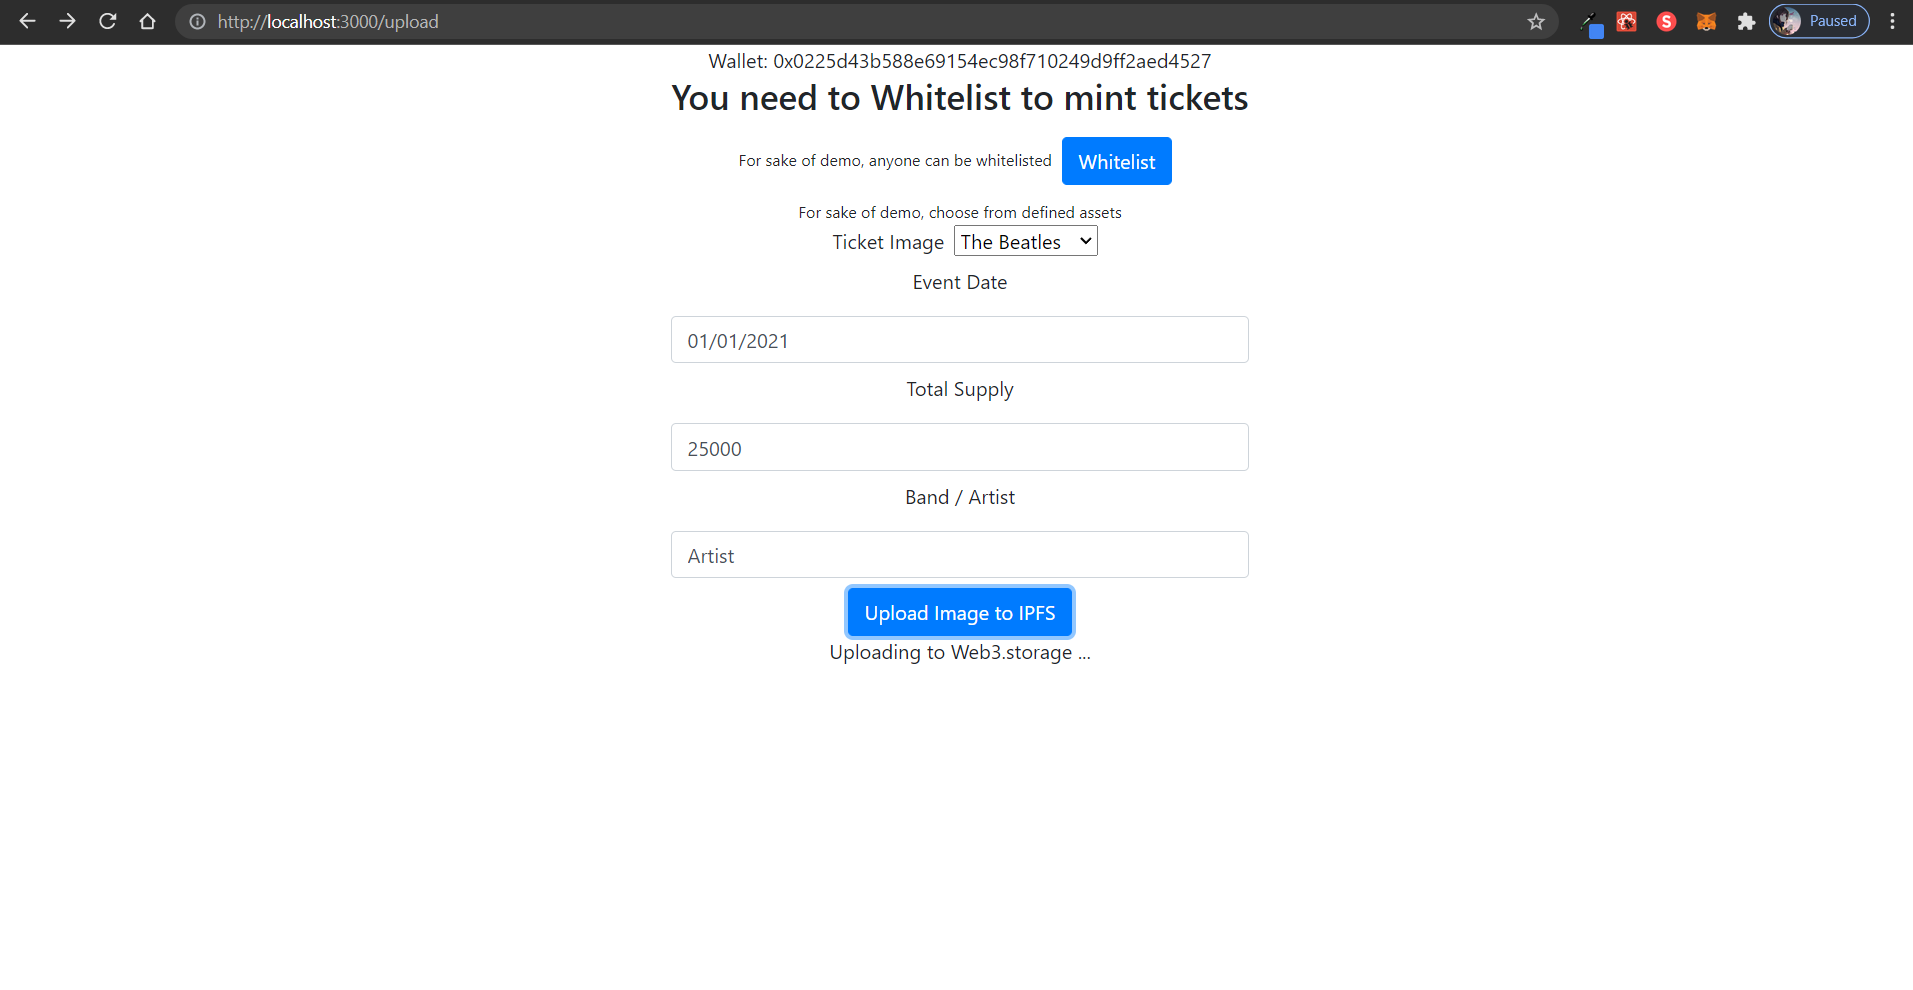 http://localhost:3000/upload
Paused
Wallet: 0x0225d43b588e69154ec98f710249d9ff2aed4527
You need to Whitelist to mint tickets
For sake of demo, anyone can be whitelisted Whitelist
For sake of demo, choose from defined assets
Ticket Image The Beatles
Event Date
01/01/2021
Total Supply
25000
Band / Artist
Artist
Upload Image to IPFS
Uploading to Web3.storage ...